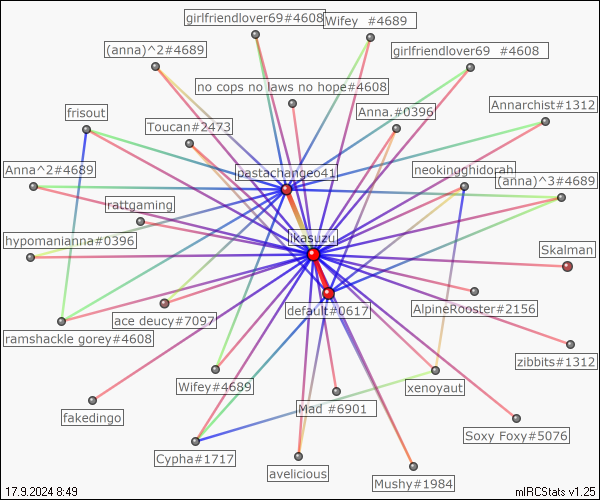 girlfriendlover69#4608
Wifey  #4689
(anna)^2#4689
girlfriendlover69  #4608
no cops no laws no hope#4608
frisout
Anna.#0396
Annarchist#1312
Toucan#2473
Anna^2#4689
pastachangeo41
neokingghidorah
(anna)^3#4689
rattgaming
hypomanianna#0396
ikasuzu
Skalman
default#0617
AlpineRooster#2156
ace deucy#7097
ramshackle gorey#4608
zibbits#1312
Wifey#4689
xenoyaut
Mad #6901
fakedingo
Soxy Foxy#5076
Cypha#1717
avelicious
Mushy#1984
17.9.2024 8:49
mIRCStats v1.25